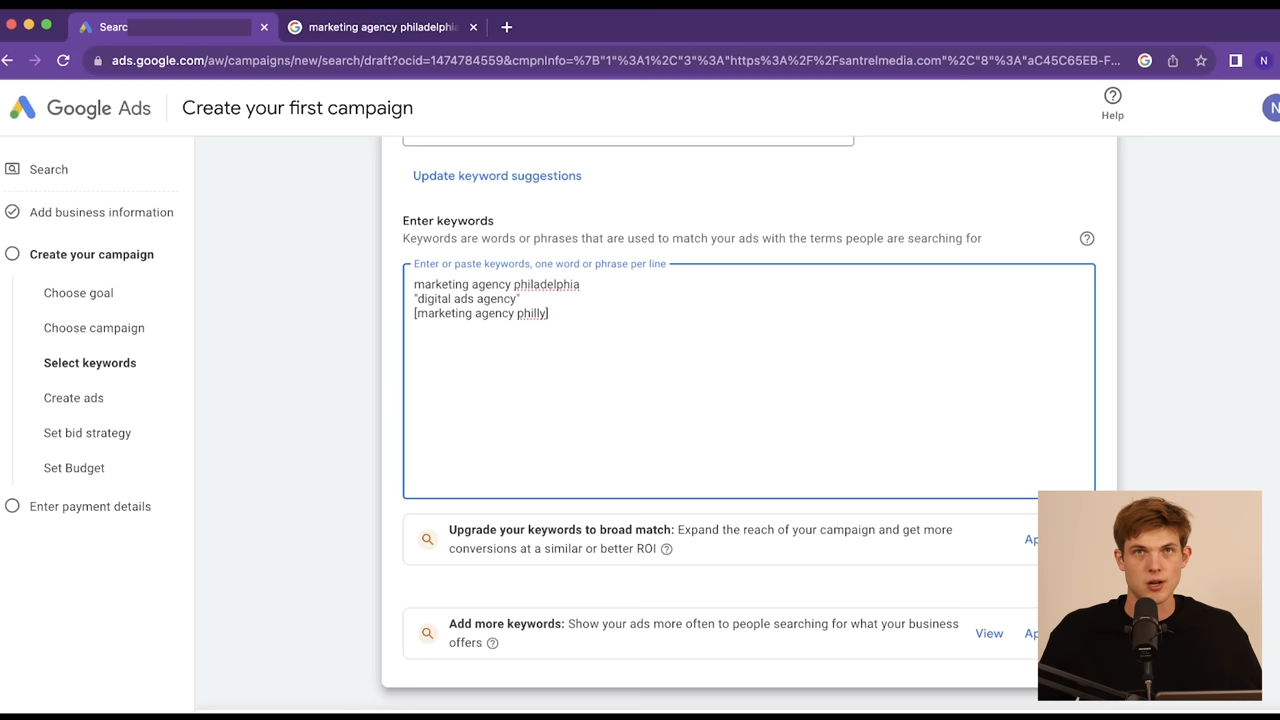 Searc
marketing agency philadelphi
ads.google.com/aw/campaigns/new/search/draft?ocid=1474784559&cmpnInfo=%7B"1"%3A1%2C"3"%3A"https%3A%2F%2Fsantrelmedia.com"%2C"8"%3A"aC45C65EB-F...
N
Google Ads
Create your first campaign
Help
N
Search
Add business information
Create your campaign
Choose goal
Choose campaign
Select keywords
Create ads
Set bid strategy
Set Budget
Enter payment details
Update keyword suggestions
Enter keywords
Keywords are words or phrases that are used to match your ads with the terms people are searching for
Enter or paste keywords, one word or phrase per line
marketing agency philadelphia
"digital ads agency"
[marketing agency philly]
Upgrade your keywords to broad match: Expand the reach of your campaign and get more
conversions at a similar or better ROI
Ap
Add more keywords: Show your ads more often to people searching for what your business
offers
View
Ap